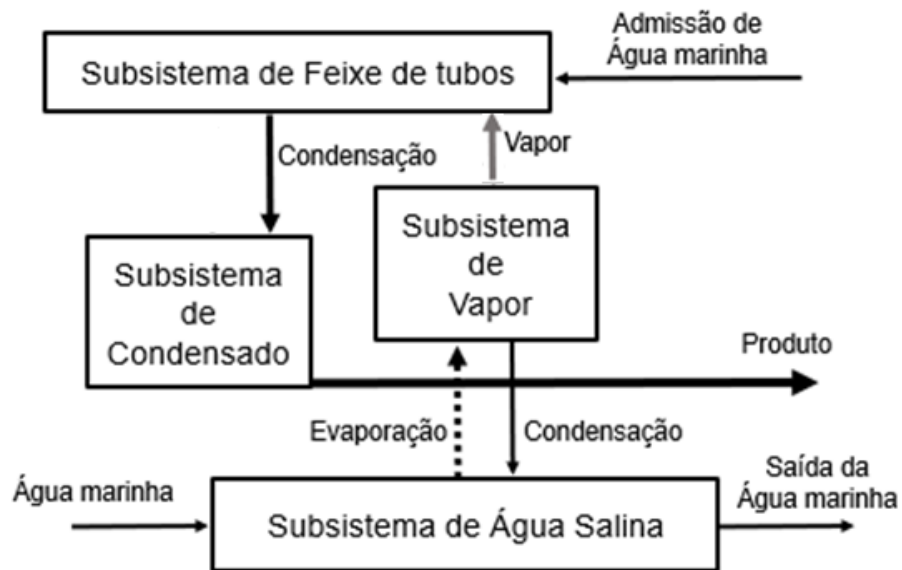 Admissão de
Água marinha
Subsistema de Feixe de tubos
Condensação
Vapor
Subsistema
de
Vapor
Subsistema
de
Condensado
Produto
Evaporação
Condensação
Água marinha
Saída da
Água marinha
Subsistema de Água Salina